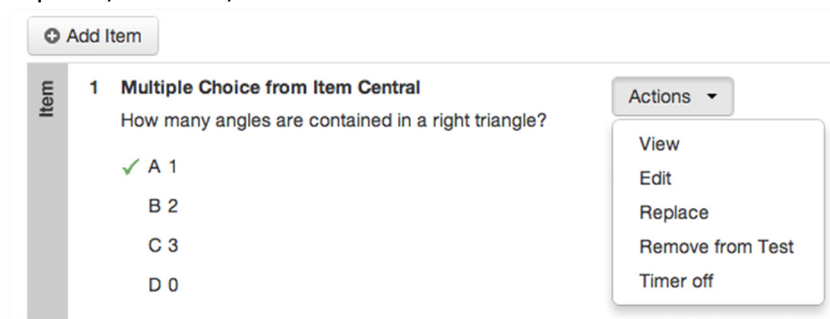 Add Item
Item
1 Multiple Choice from Item Central
How many angles are contained in a right triangle?
A 1
B 2
C 3
D 0
Actions
View
Edit
Replace
Remove from Test
Timer off